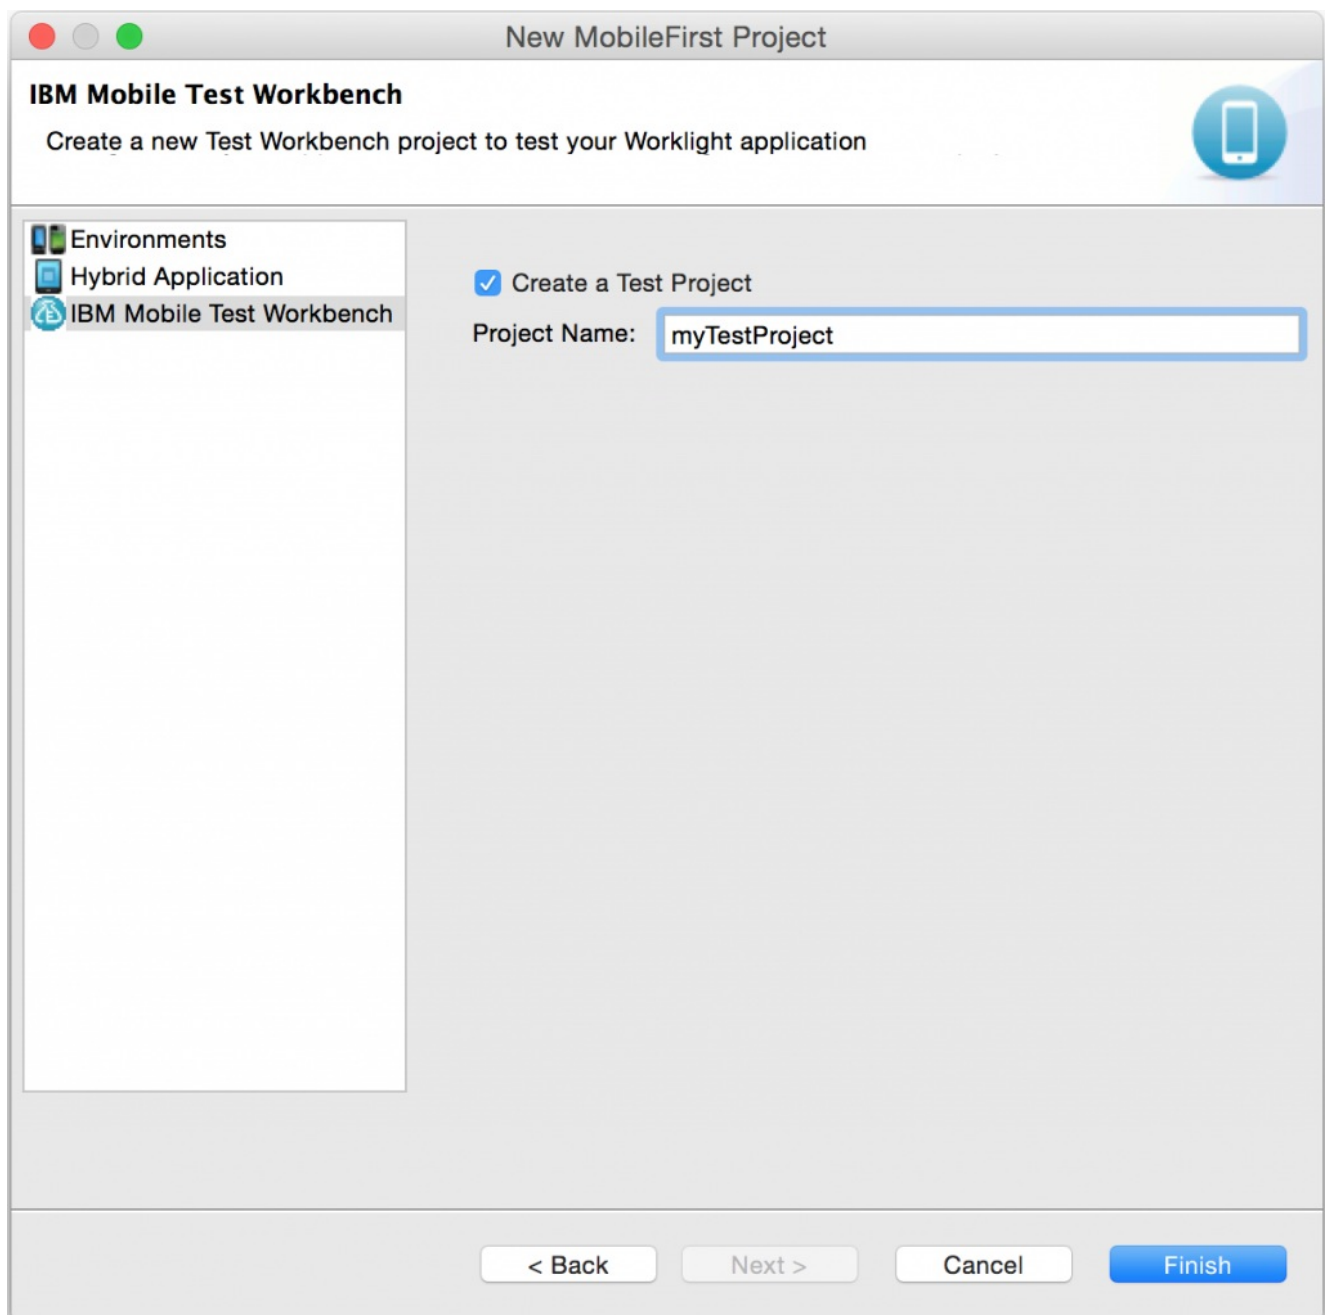 New MobileFirst Project
IBM Mobile Test Workbench
Create a new Test Workbench project to test your Worklight application
Environments
Hybrid Application
IBM Mobile Test Workbench
Create a Test Project
Project Name: myTestProject
< Back Next > Cancel Finish